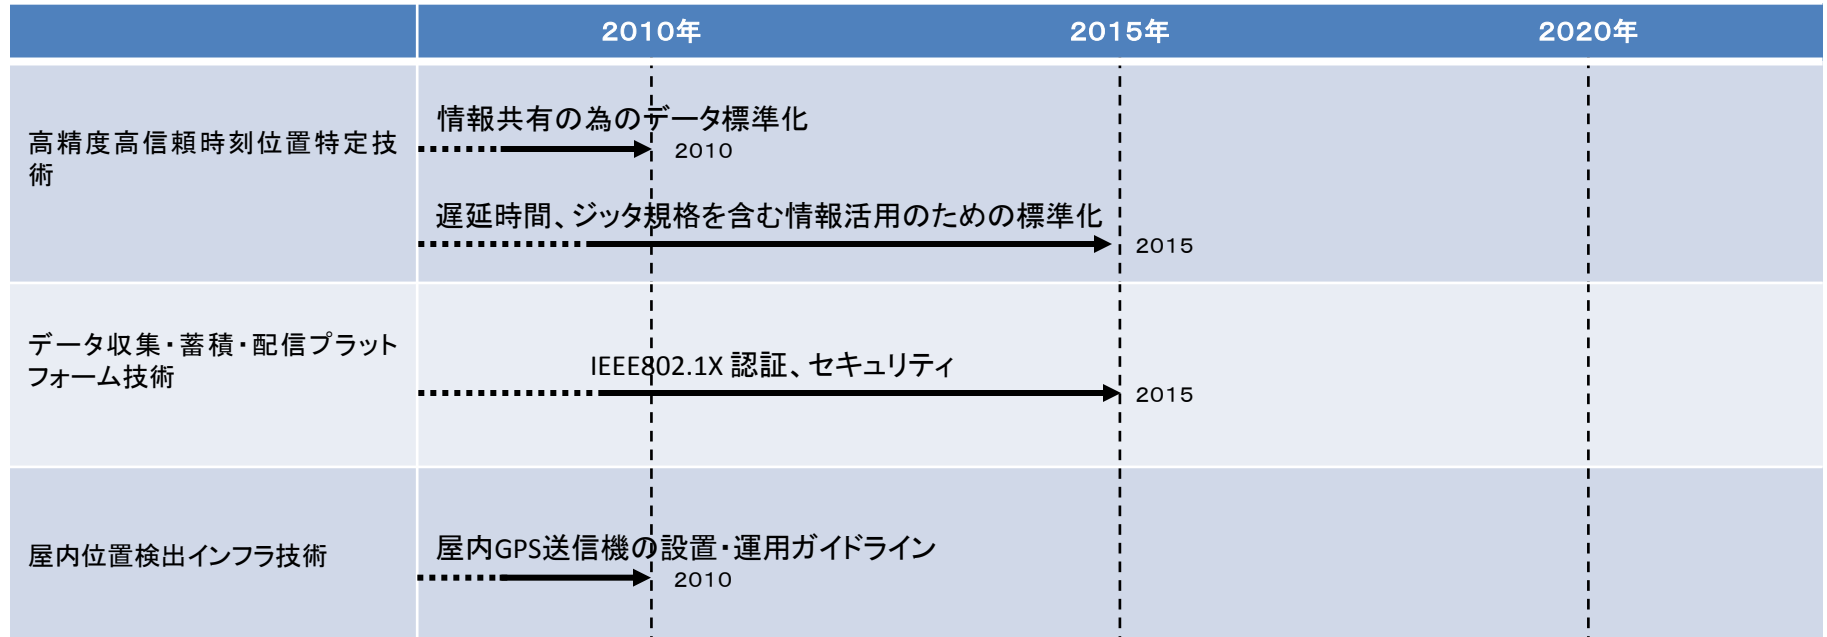 2010年
2015年
2020年
高精度高信頼時刻位置特定技
術
情報共有の為のデータ標準化
2010
遅延時間、ジッタ規格を含む情報活用のための標準化
2015
データ収集・蓄積・配信プラット
フォーム技術
IEEE802.1X 認証、セキュリティ
2015
屋内位置検出インフラ技術
屋内GPS送信機の設置・運用ガイドライン
2010